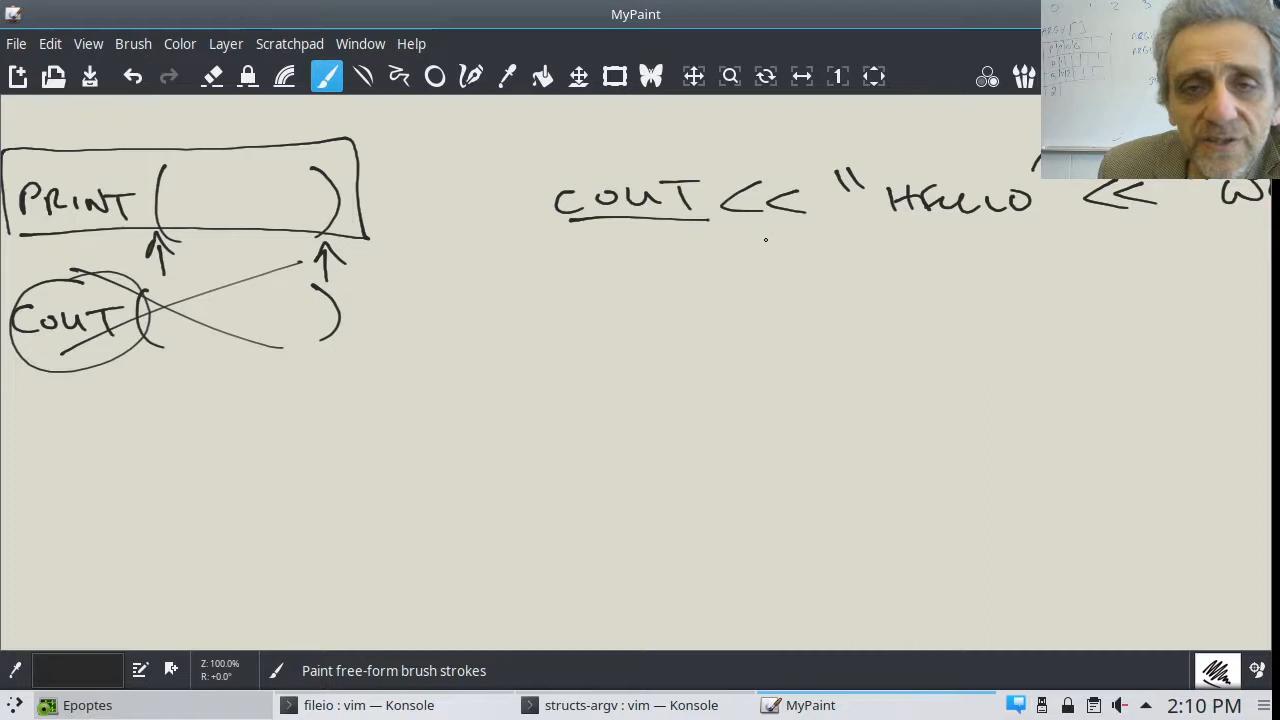 MyPaint
File Edit View Brush Color Layer Scratchpad Window Help
PRINT ( )
COUT << "HELLO" << "W
COUT ( )
Z: 100.0%
R: +0.0°
Paint free-form brush strokes
Epoptes
fileio : vim — Konsole
structs-argv : vim — Konsole
MyPaint
2:10 PM